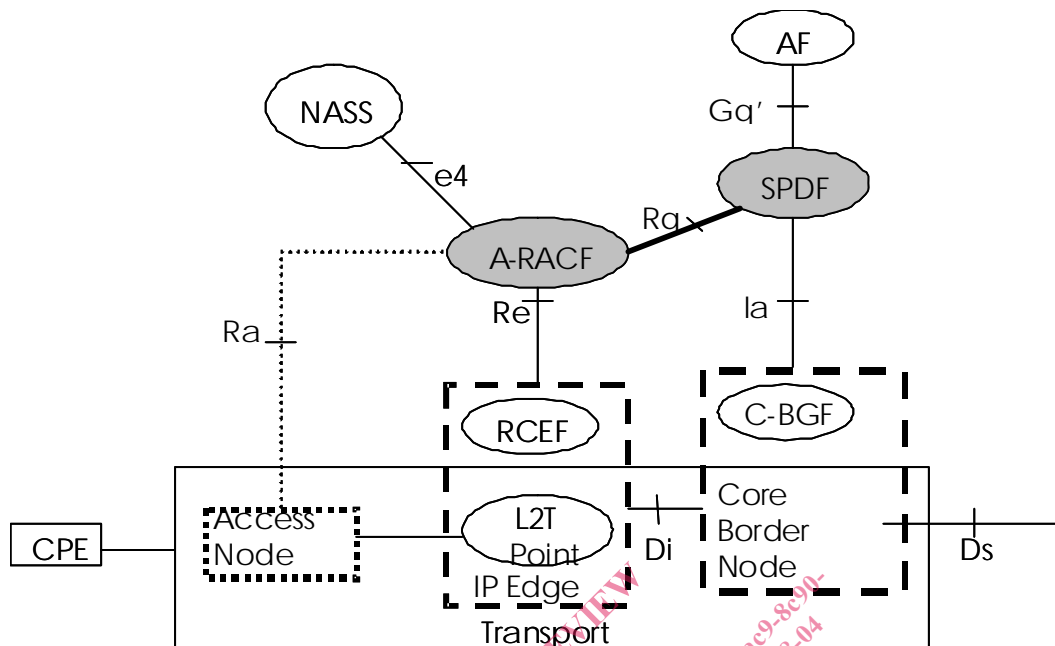 AF
NASS
Gq'
e4
SPDF
Rq
A-RACF
Re
Ia
Ra
C-BGF
RCEF
Core
Border
Node
Access
Node
L2T
Point
IP Edge
CPE
Di
Ds
Transport